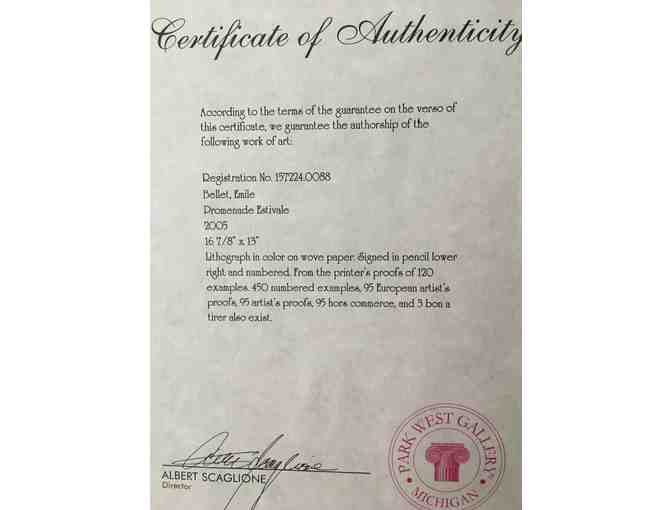 Certificate of Authenticity
According to the terms of the guarantee on the verso of
this certificate, we guarantee the authorship of the
following work of art:
Registration No. 157224.0088
Bellet, Emile
Promenade Estivale
2005
16 7/8" x 13"
Lithograph in color on wove paper. Signed in pencil lower
right and numbered. From the printer's proofs of 120
examples. 450 numbered examples, 95 European artist's
proofs, 95 artist's proofs, 95 hors commerce, and 3 bon a
tirer also exist.
ALBERT SCAGLIONE
Director
PARK WEST GALLERY®
MICHIGAN